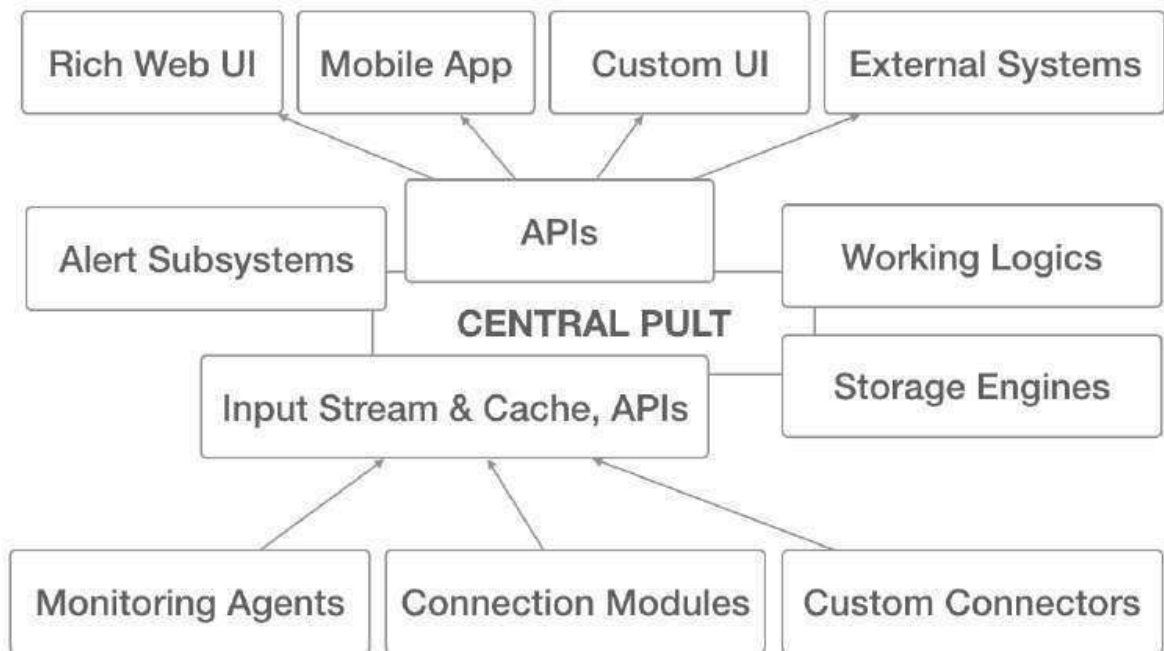 Rich Web UI
Mobile App
Custom UI
External Systems
APIs
Alert Subsystems
Working Logics
CENTRAL PULT
Storage Engines
Input Stream & Cache, APIs
Monitoring Agents
Connection Modules
Custom Connectors